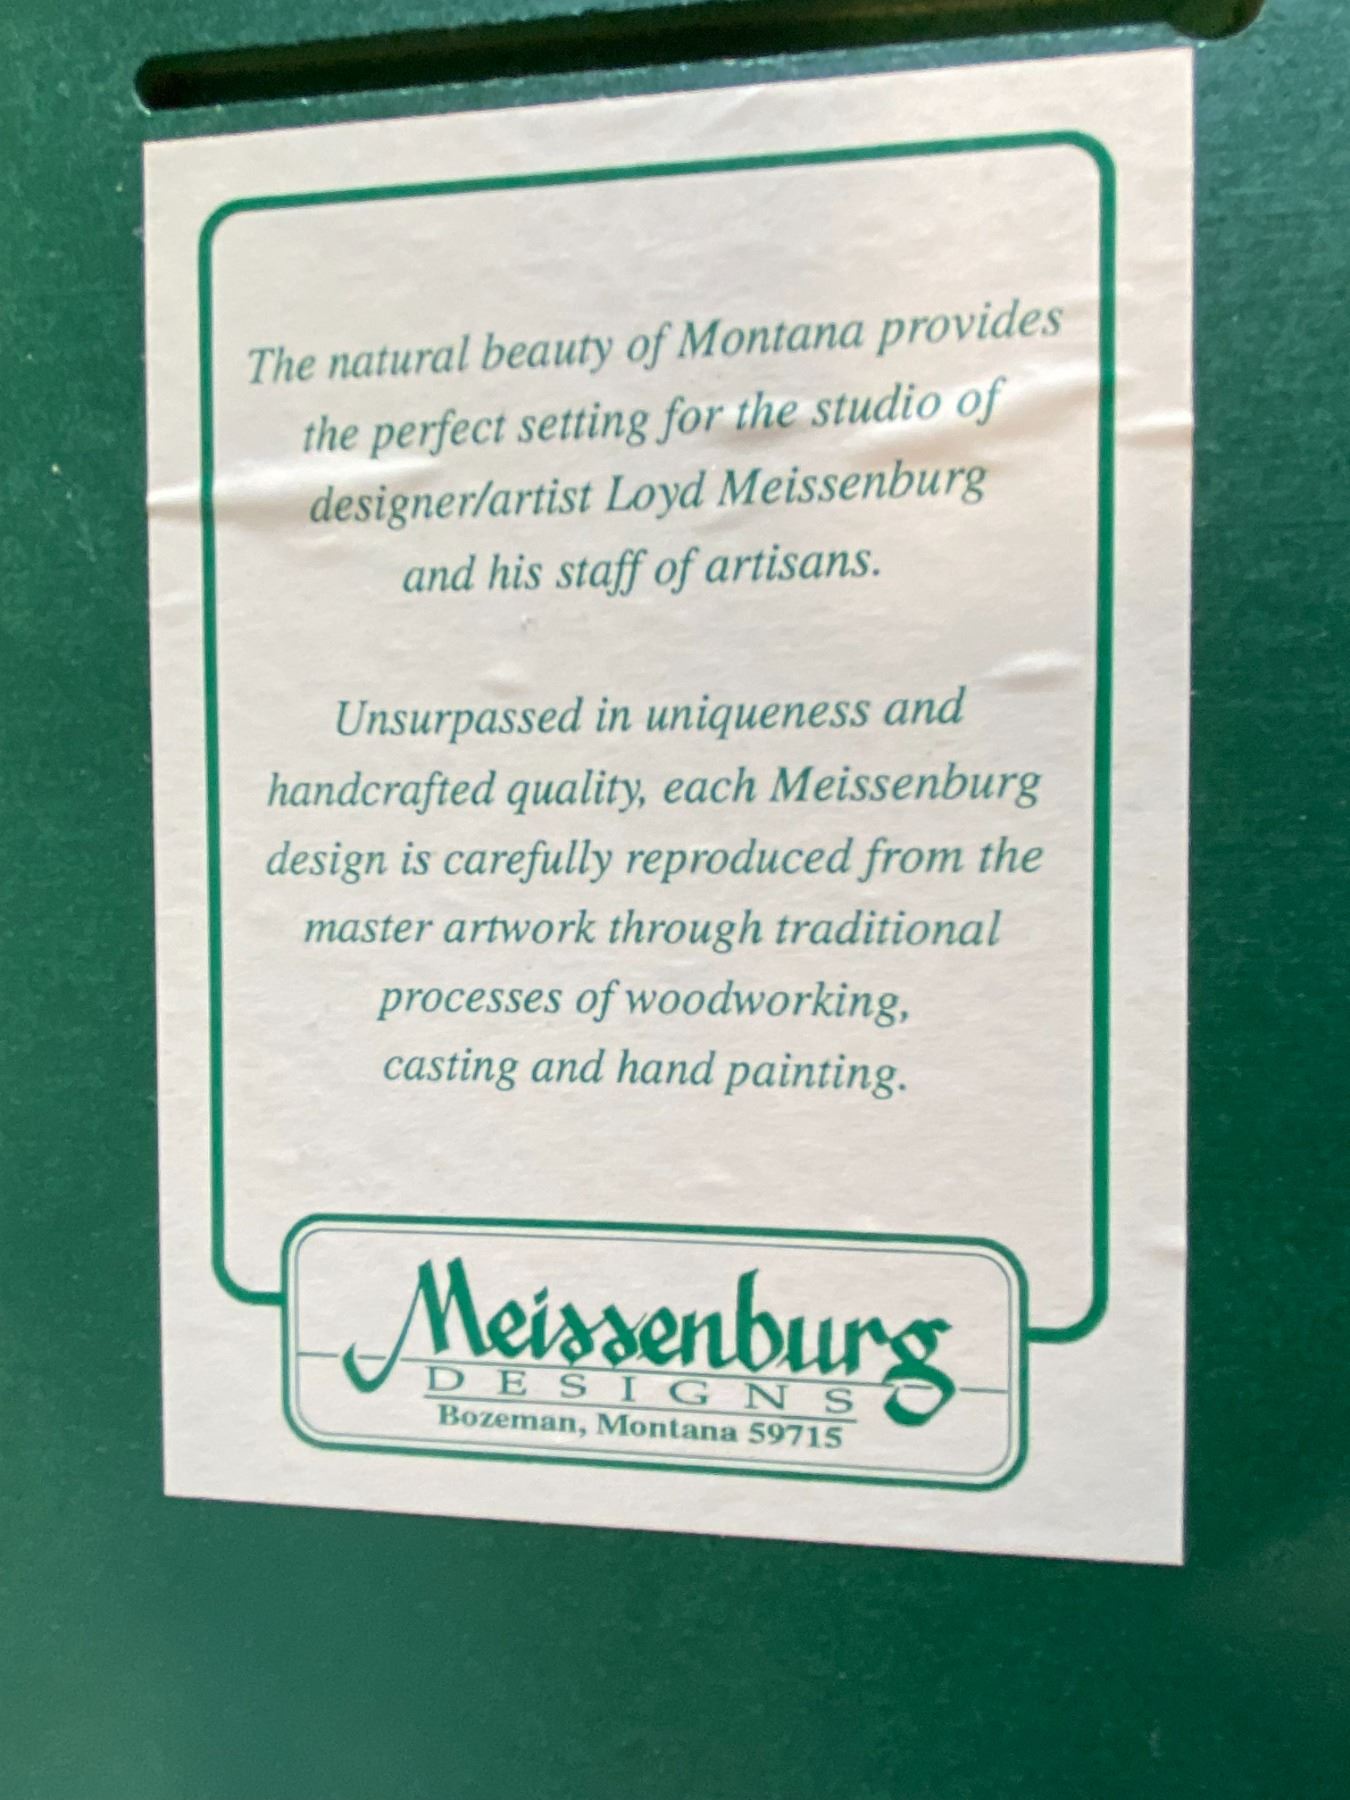 The natural beauty of Montana provides
the perfect setting for the studio of
designer/artist Loyd Meissenburg
and his staff of artisans.
Unsurpassed in uniqueness and
handcrafted quality, each Meissenburg
design is carefully reproduced from the
master artwork through traditional
processes of woodworking,
casting and hand painting.
Meissenburg
DESIGNS
Bozeman, Montana 59715